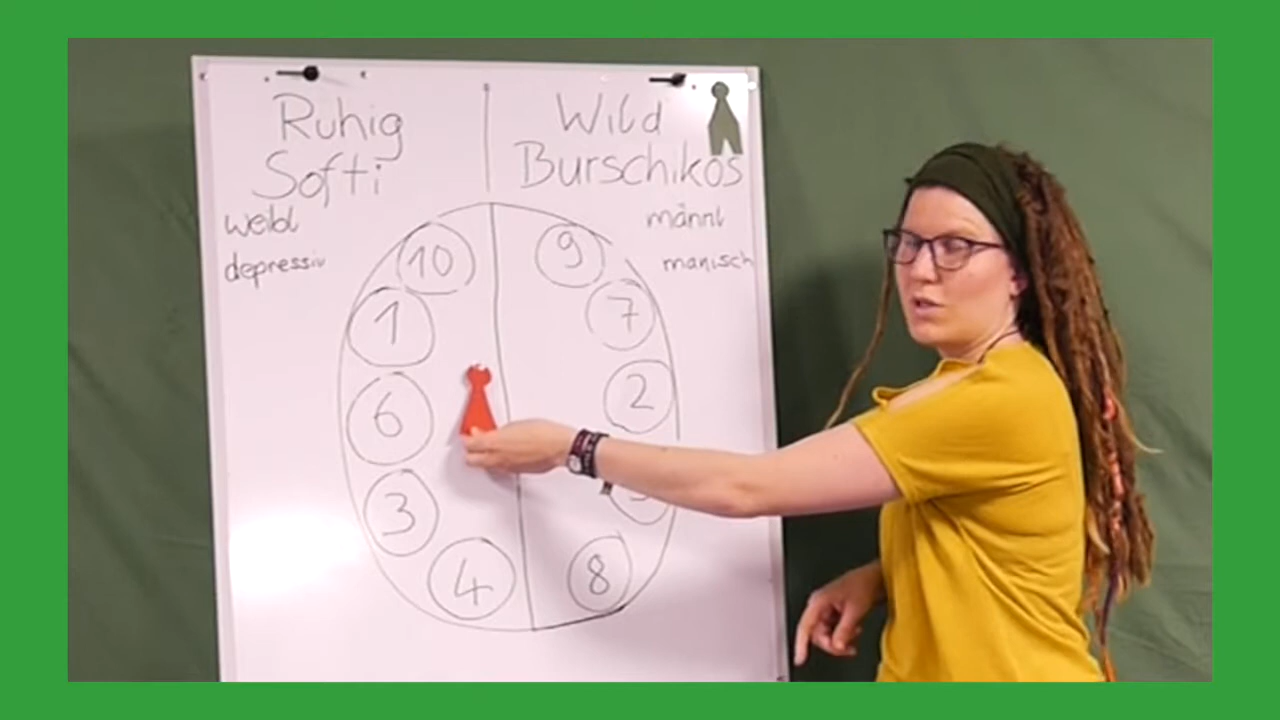 Ruhig
Softi
weibl
depressiv
Wild
Burschikos
männl
manisch
10
9
1
7
6
2
3
4
8